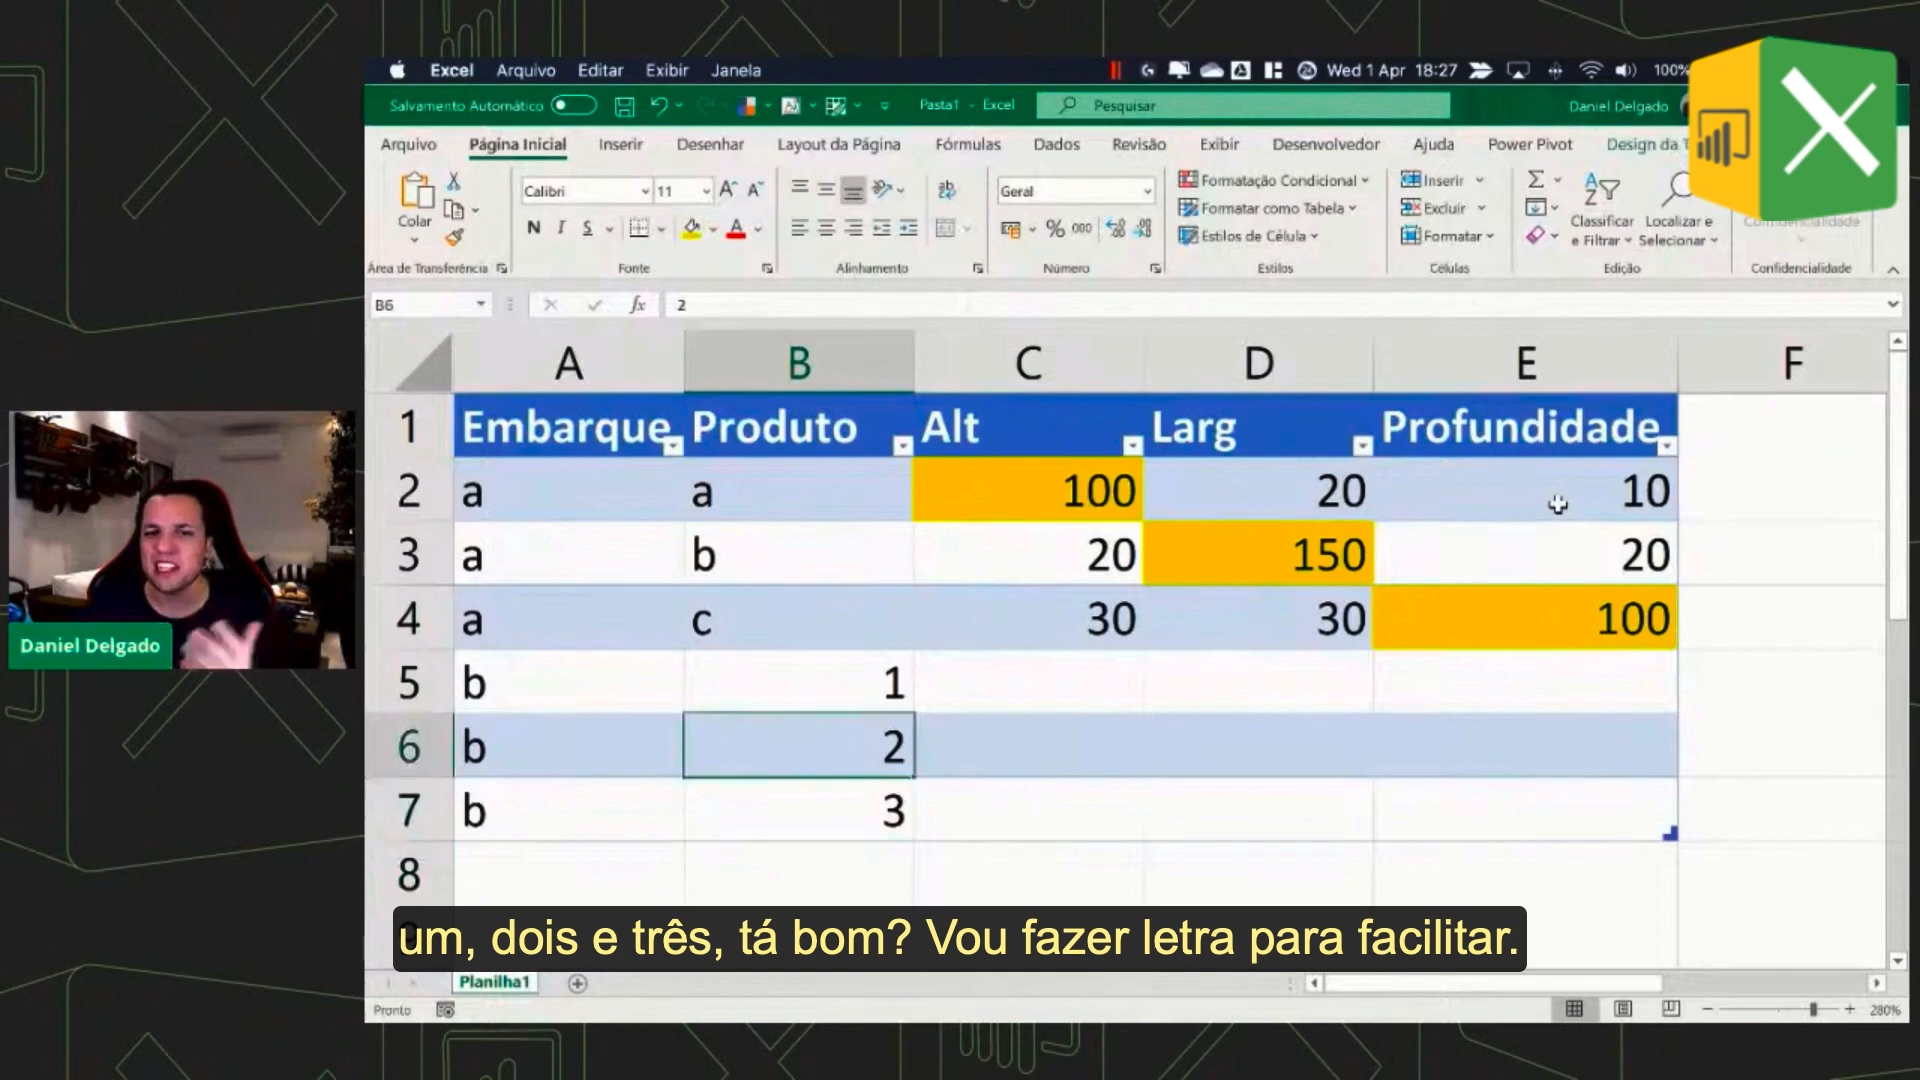 Excel Arquivo Editar Exibir Janela
Wed 1 Apr 18:27
100%
Salvamento Automático
Pasta1 - Excel
Pesquisar
Daniel Delgado
Arquivo Página Inicial Inserir Desenhar Layout da Página Fórmulas Dados Revisão Exibir Desenvolvedor Ajuda Power Pivot Design da
Colar
Calibri 11
N I S
Geral
% 000
Formatação Condicional
Formatar como Tabela
Estilos de Célula
Inserir
Excluir
Formatar
Classificar e Filtrar
Localizar e Selecionar
Confidencialidade
Área de Transferência Fonte Alinhamento Número Estilos Células Edição Confidencialidade
B6 fx 2
A B C D E F
1 Embarque Produto Alt Larg Profundidade
2 a a 100 20 10
3 a b 20 150 20
4 a c 30 30 100
5 b 1
6 b 2
7 b 3
8
Daniel Delgado
um, dois e três, tá bom? Vou fazer letra para facilitar.
Planilha1
Pronto
280%